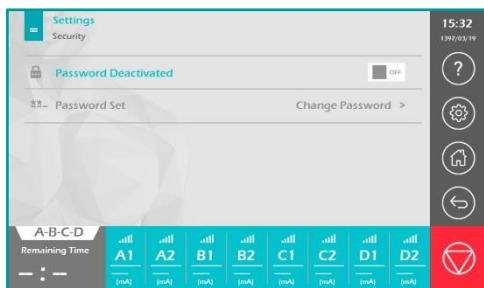 Settings
Security
15:32
1397/03/19
Password Deactivated
OFF
?
**_ Password Set
Change Password >
A-B-C-D
Remaining Time
-- : --
A1 A2 B1 B2 C1 C2 D1 D2
[mA] [mA] [mA] [mA] [mA] [mA] [mA] [mA]